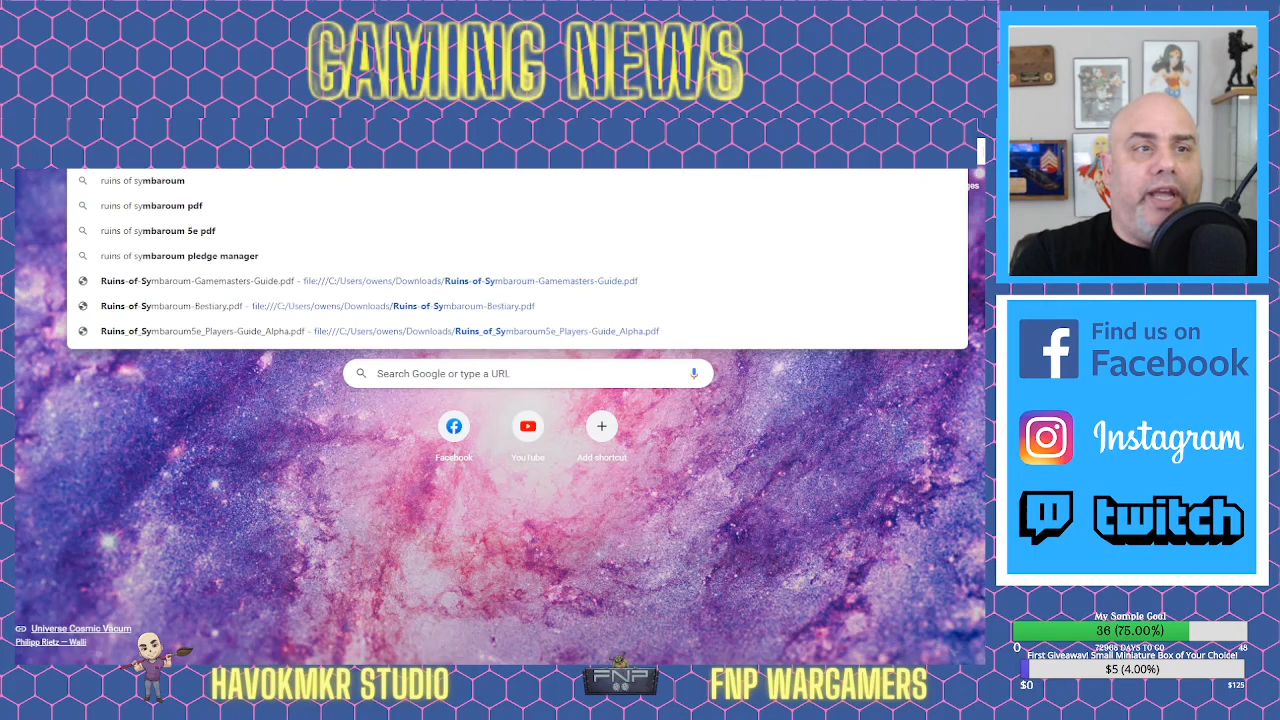 GAMING NEWS
ges
ruins of symbaroum
ruins of symbaroum pdf
ruins of symbaroum 5e pdf
ruins of symbaroum pledge manager
Ruins-of-Symbaroum-Gamemasters-Guide.pdf - file:///C:/Users/owens/Downloads/Ruins-of-Symbaroum-Gamemasters-Guide.pdf
Ruins-of-Symbaroum-Bestiary.pdf - file:///C:/Users/owens/Downloads/Ruins-of-Symbaroum-Bestiary.pdf
Ruins_of_Symbaroum5e_Players-Guide_Alpha.pdf - file:///C:/Users/owens/Downloads/Ruins_of_Symbaroum5e_Players-Guide_Alpha.pdf
Search Google or type a URL
Facebook YouTube Add shortcut
Universe Cosmic Vacum
Philipp Rietz — Walli
HAVOKMKR STUDIO
FNP
FNP WARGAMERS
Find us on
Facebook
Instagram
twitch
My Sample Goal
36 (75.00%)
0 48
First Giveaway! Small Miniature Box of Your Choice!
$5 (4.00%)
$0 $125